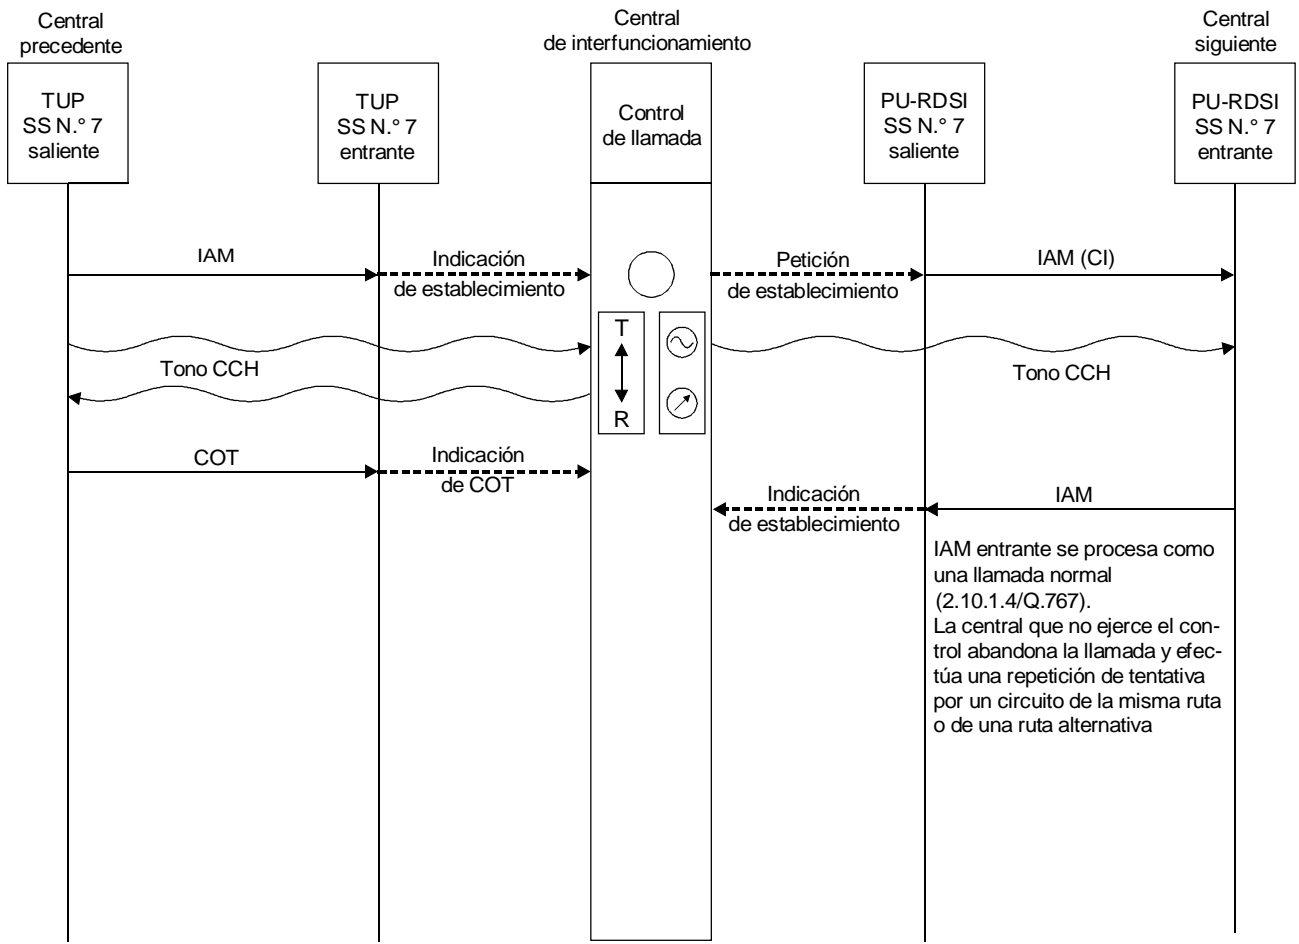 Central
precedente
Central
de interfuncionamiento
Central
siguiente
TUP
SS N.° 7
saliente
TUP
SS N.° 7
entrante
Control
de llamada
PU-RDSI
SS N.° 7
saliente
PU-RDSI
SS N.° 7
entrante
IAM
Indicación
de establecimiento
Petición
de establecimiento
IAM (CI)
T
R
Tono CCH
Tono CCH
COT
Indicación
de COT
Indicación
de establecimiento
IAM
IAM entrante se procesa como
una llamada normal
(2.10.1.4/Q.767).
La central que no ejerce el con-
trol abandona la llamada y efec-
túa una repetición de tentativa
por un circuito de la misma ruta
o de una ruta alternativa